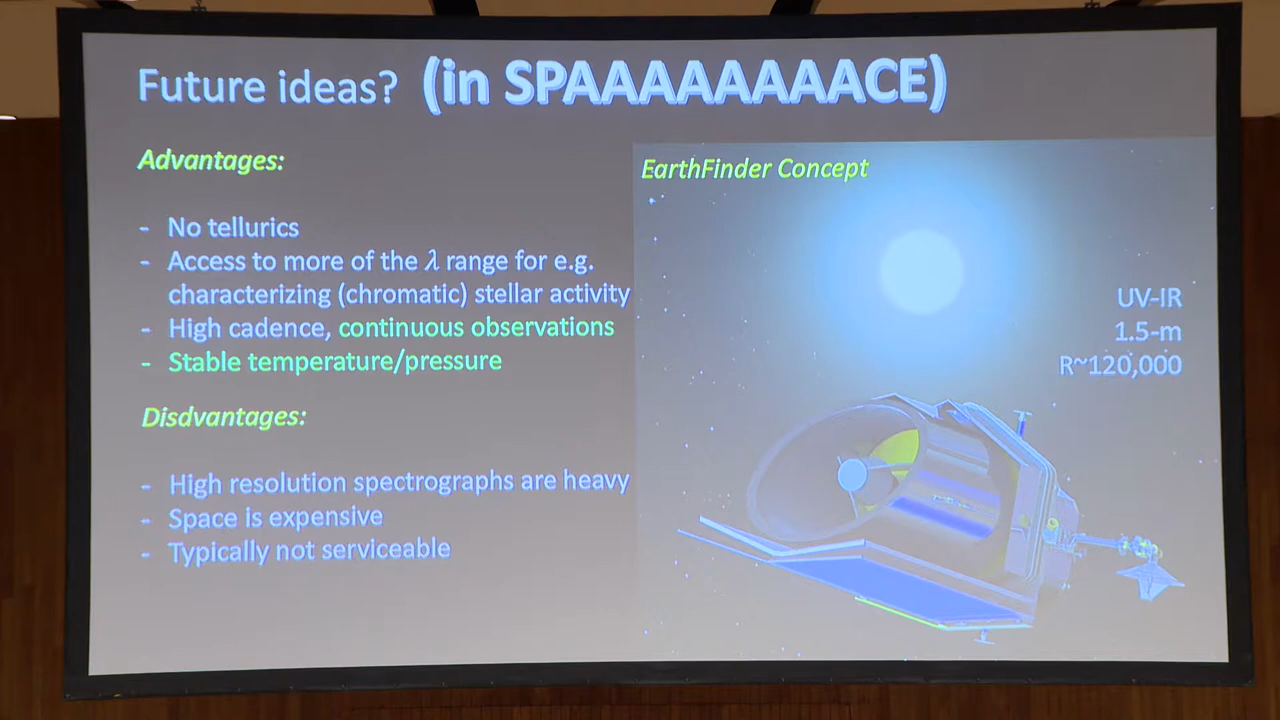 Future ideas? (in SPAAAAAAAACE)
Advantages:
- No tellurics
- Access to more of the λ range for e.g.
characterizing (chromatic) stellar activity
- High cadence, continuous observations
- Stable temperature/pressure
Disdvantages:
- High resolution spectrographs are heavy
- Space is expensive
- Typically not serviceable
EarthFinder Concept
UV-IR
1.5-m
R~120,000